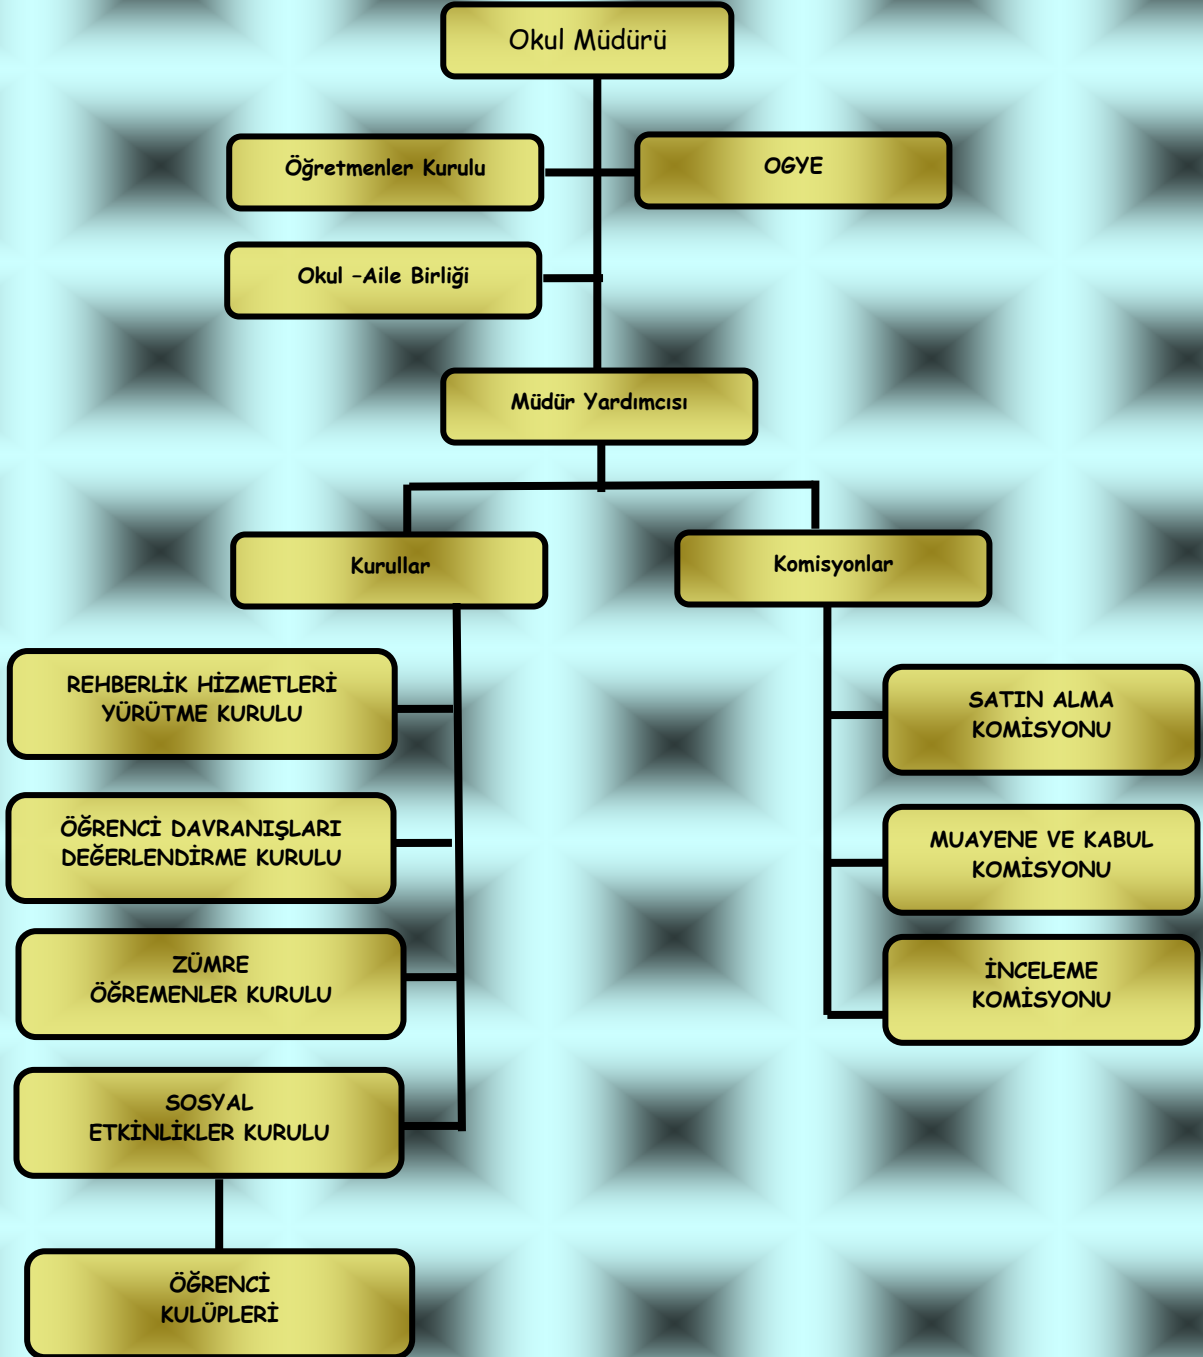 Okul Müdürü
Öğretmenler Kurulu
OGYE
Okul –Aile Birliği
Müdür Yardımcısı
Kurullar
Komisyonlar
REHBERLİK HİZMETLERİ
YÜRÜTME KURULU
ÖĞRENCİ DAVRANIŞLARI
DEĞERLENDİRME KURULU
ZÜMRE
ÖĞREMENLER KURULU
SOSYAL
ETKİNLİKLER KURULU
ÖĞRENCİ
KULÜPLERİ
SATIN ALMA
KOMİSYONU
MUAYENE VE KABUL
KOMİSYONU
İNCELEME
KOMİSYONU